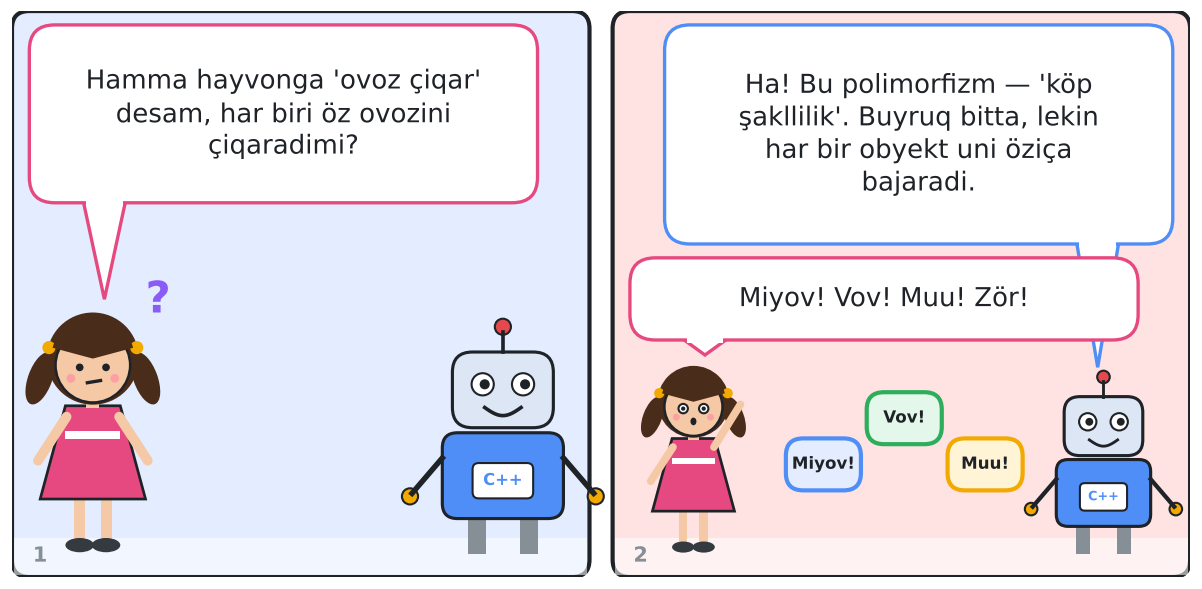 Hamma hayvonga 'ovoz çiqar'
desam, har biri öz ovozini
çiqaradimi?
?
C++
1
Ha! Bu polimorfizm — 'köp
şakllilik'. Buyruq bitta, lekin
har bir obyekt uni öziça
bajaradi.
Miyov! Vov! Muu! Zör!
Vov!
Miyov!
Muu!
C++
2